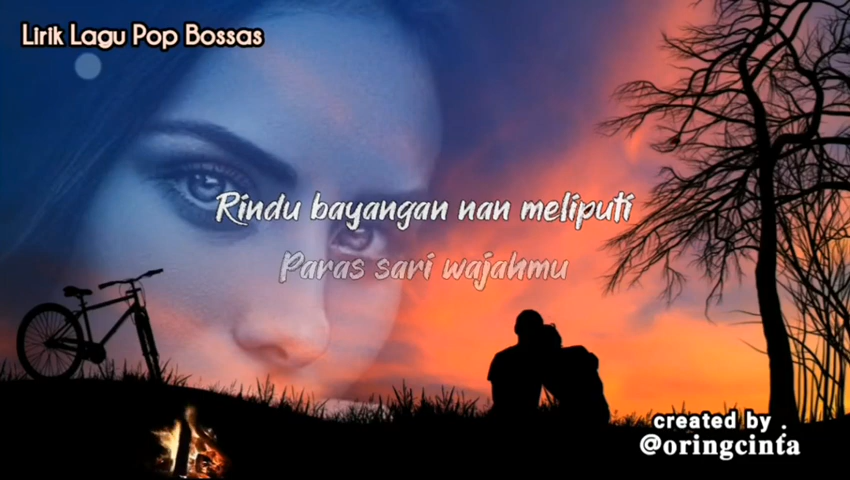 Lirik Lagu Pop Bossas
Rindu bayangan nan meliputi
Paras sari wajahmu
created by .
@oringcinta